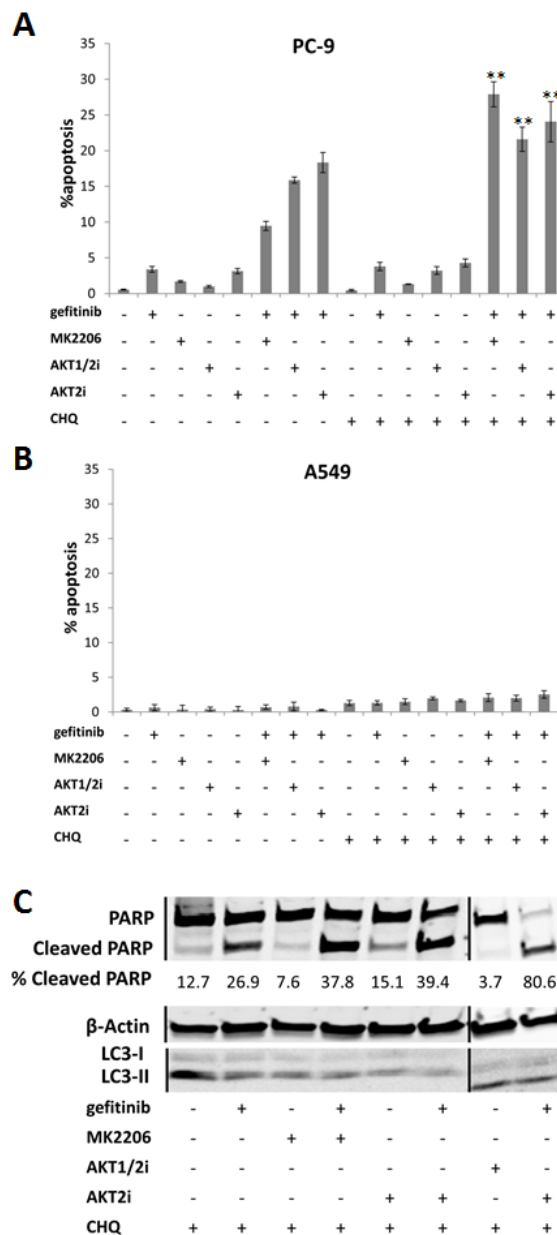 A
PC-9
** ** **
35
30
25
20
15
10
5
0
%apoptosis
gefitinib - + - - - + + + - + - - - + + +
MK2206 - - + - - + - - - - + - - + - -
AKT1/2i - - - + - - + - - - - + - - + -
AKT2i - - - - + - - + - - - - + - - +
CHQ - - - - - - - - + + + + + + + +
B
A549
35
30
25
20
15
10
5
0
% apoptosis
gefitinib - + - - - + + + - + - - - + + +
MK2206 - - + - - + - - - - + - - + - -
AKT1/2i - - - + - - + - - - - + - - + -
AKT2i - - - - + - - + - - - - + - - +
CHQ - - - - - - - - + + + + + + + +
C
PARP
Cleaved PARP
% Cleaved PARP 12.7 26.9 7.6 37.8 15.1 39.4 3.7 80.6
β-Actin
LC3-I
LC3-II
gefitinib - + - + - + - +
MK2206 - - + + - - - -
AKT1/2i - - - - - - + -
AKT2i - - - - + + - +
CHQ + + + + + + + +